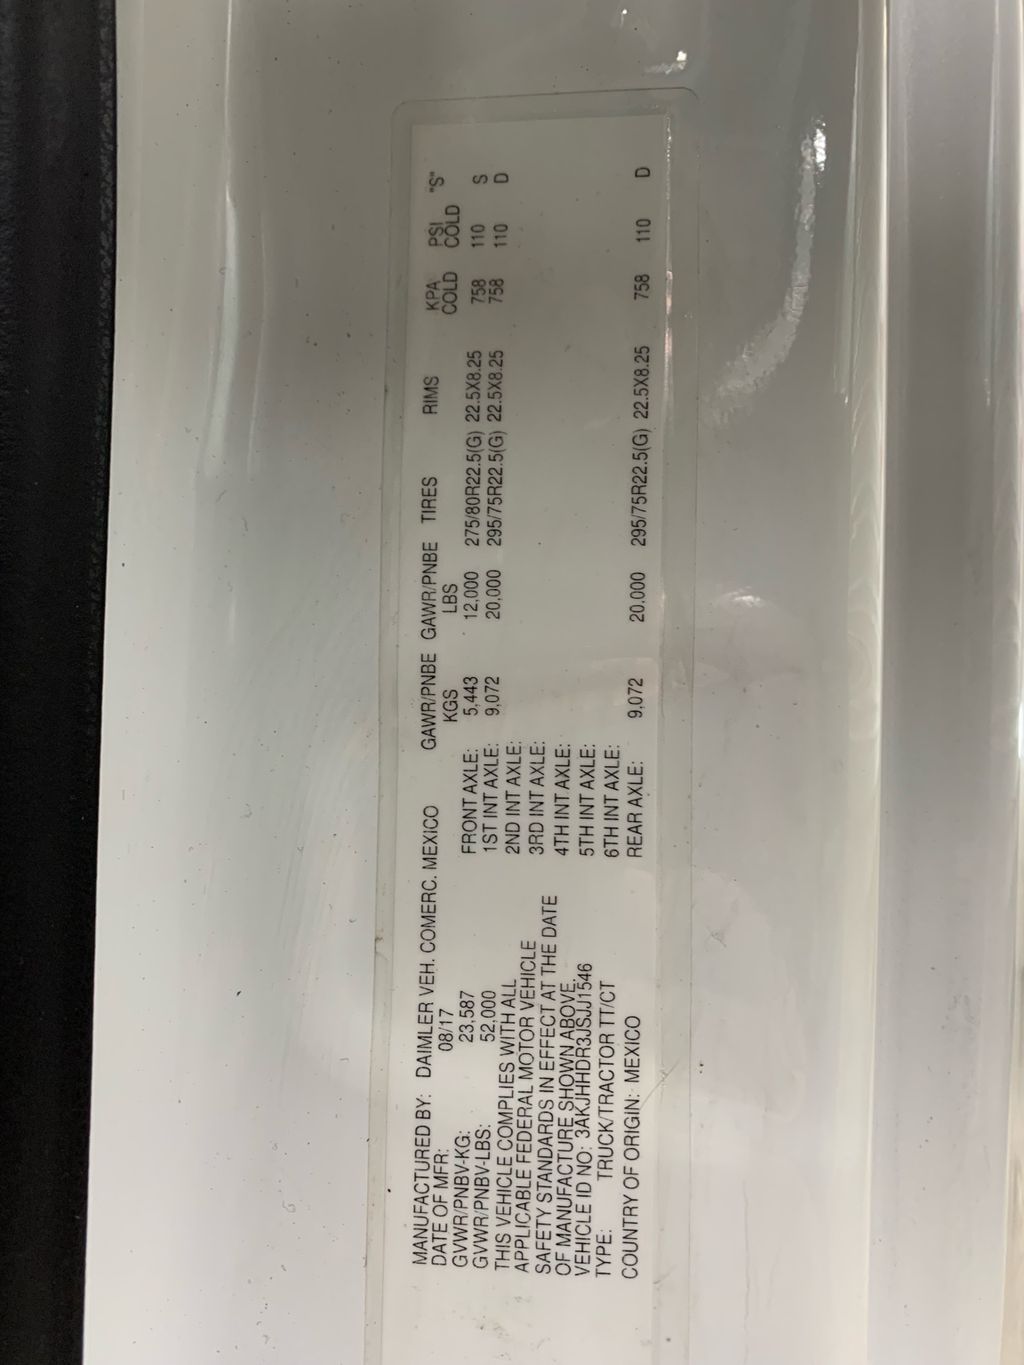 MANUFACTURED BY: DAIMLER VEH. COMERC. MEXICO
DATE OF MFR: 08/17
GVWR/PNBV-KG: 23,587
GVWR/PNBV-LBS: 52,000
THIS VEHICLE COMPLIES WITH ALL
APPLICABLE FEDERAL MOTOR VEHICLE
SAFETY STANDARDS IN EFFECT AT THE DATE
OF MANUFACTURE SHOWN ABOVE.
VEHICLE ID NO: 3AKJHHDR3JSJJ1546
TYPE: TRUCK/TRACTOR TT/CT
COUNTRY OF ORIGIN: MEXICO
GAWR/PNBE GAWR/PNBE TIRES RIMS KPA PSI "S"
KGS LBS COLD COLD
FRONT AXLE: 5,443 12,000 275/80R22.5(G) 22.5X8.25 758 110 S
1ST INT AXLE: 9,072 20,000 295/75R22.5(G) 22.5X8.25 758 110 D
2ND INT AXLE:
3RD INT AXLE:
4TH INT AXLE:
5TH INT AXLE:
6TH INT AXLE:
REAR AXLE: 9,072 20,000 295/75R22.5(G) 22.5X8.25 758 110 D